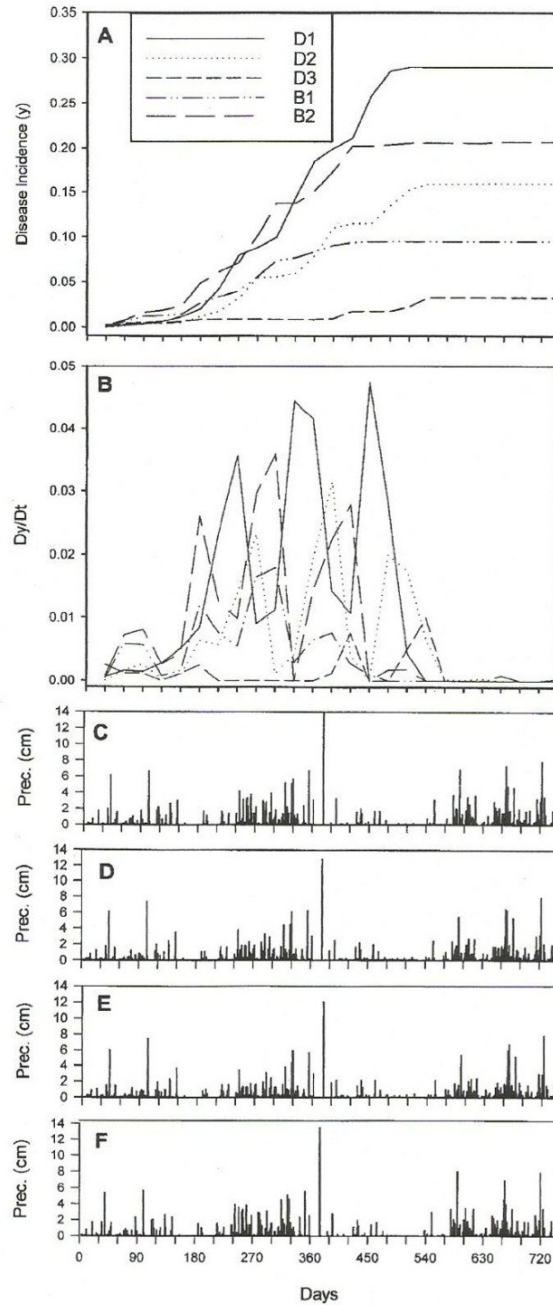 A
D1
D2
D3
B1
B2
Disease Incidence (y)
0.35
0.30
0.25
0.20
0.15
0.10
0.05
0.00
B
Dy/Dt
0.05
0.04
0.03
0.02
0.01
0.00
C
Prec. (cm)
14
12
10
8
6
4
2
0
D
Prec. (cm)
14
12
10
8
6
4
2
0
E
Prec. (cm)
14
12
10
8
6
4
2
0
F
Prec. (cm)
14
12
10
8
6
4
2
0
0 90 180 270 360 450 540 630 720
Days